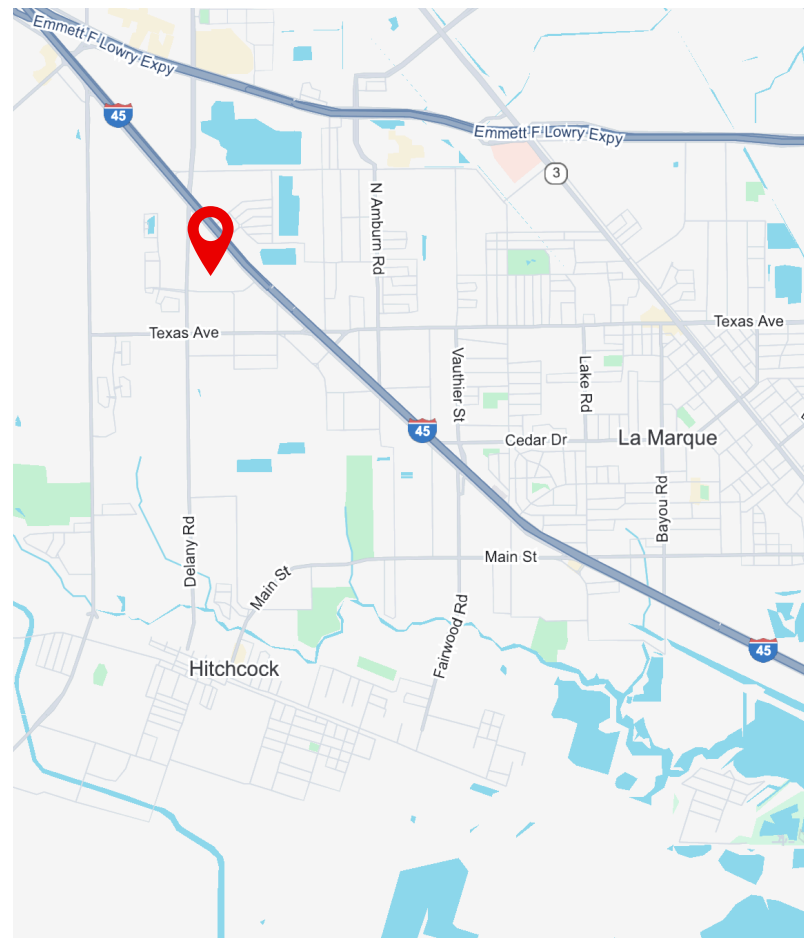 Emmett F Lowry Expy
45
Emmett F Lowry Expy
3
N Amburn Rd
Texas Ave
Texas Ave
Vauthier St
Lake Rd
45
Cedar Dr
La Marque
Bayou Rd
Delany Rd
Main St
Main St
Fairwood Rd
45
Hitchcock